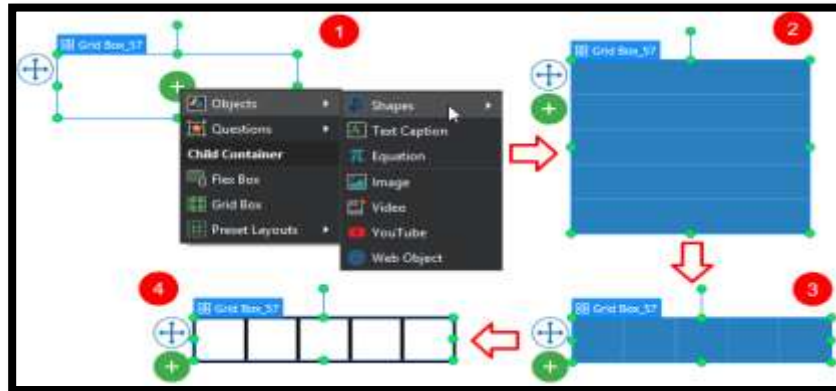 1
Grid Box_57
Objects
Questions
Child Container
Flex Box
Grid Box
Preset Layouts
Shapes
Text Caption
Equation
Image
Video
YouTube
Web Object
2
Grid Box_57
4
Grid Box_57
3
Grid Box_57